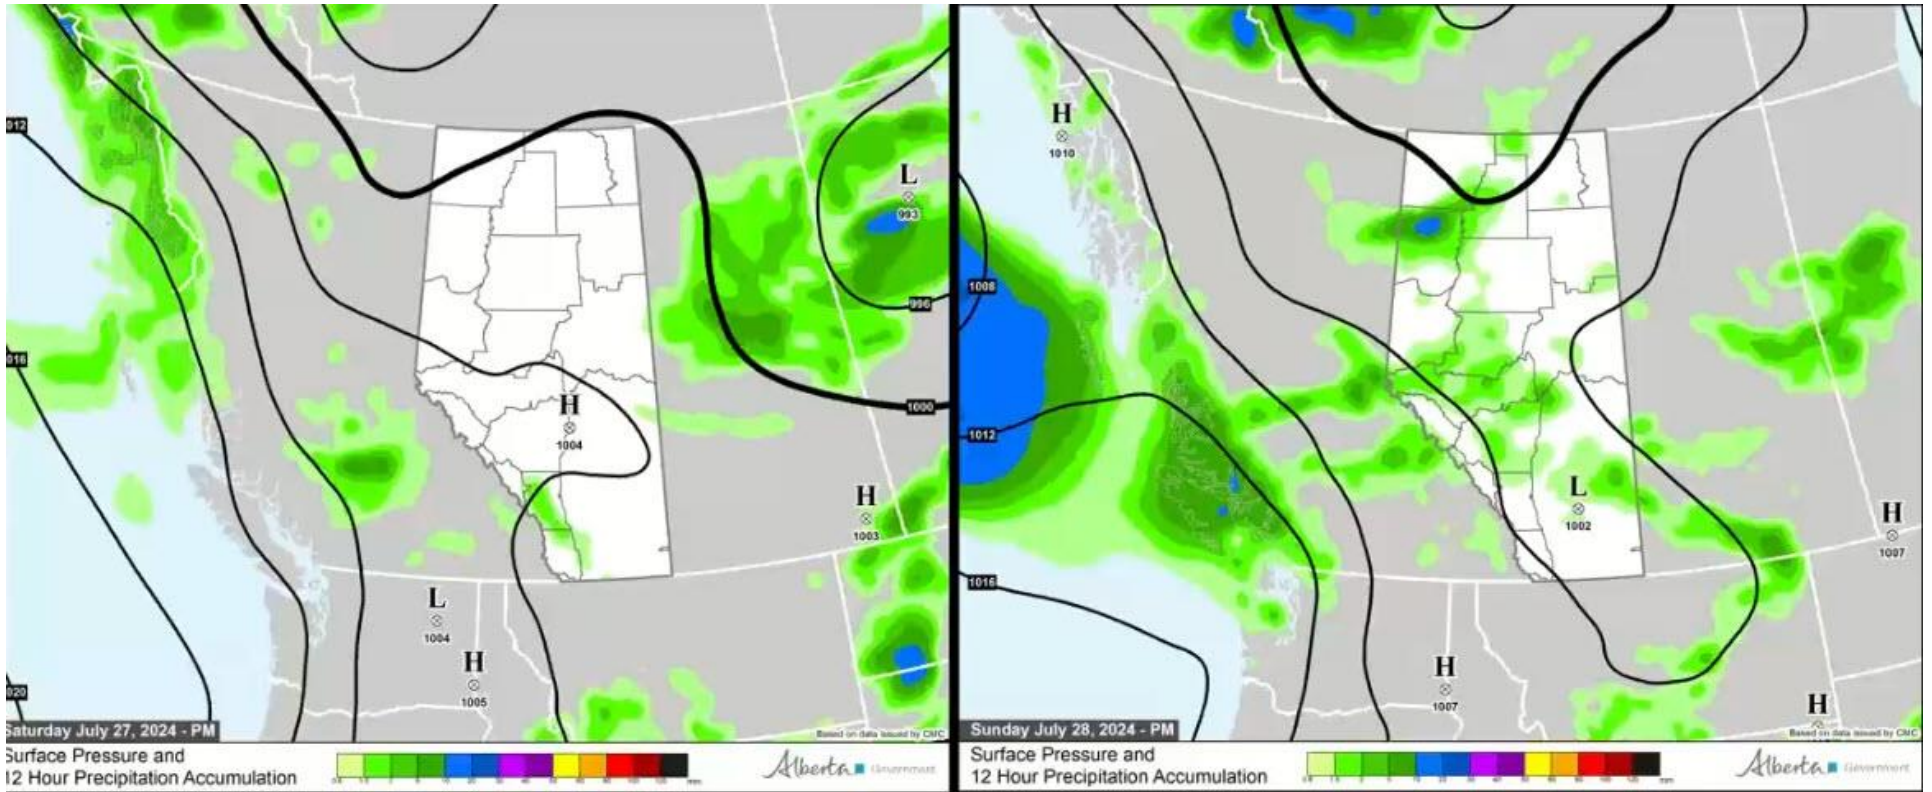 012
L
993
016
996
H
1004
1000
H
1003
L
1004
H
1005
020
Saturday July 27, 2024 - PM
Based on data issued by CMC
Surface Pressure and
12 Hour Precipitation Accumulation
mm
Alberta Government
H
1010
1008
1012
L
1002
H
1007
1016
H
1007
H
Sunday July 28, 2024 - PM
Based on data issued by CMC
Surface Pressure and
12 Hour Precipitation Accumulation
mm
Alberta Government